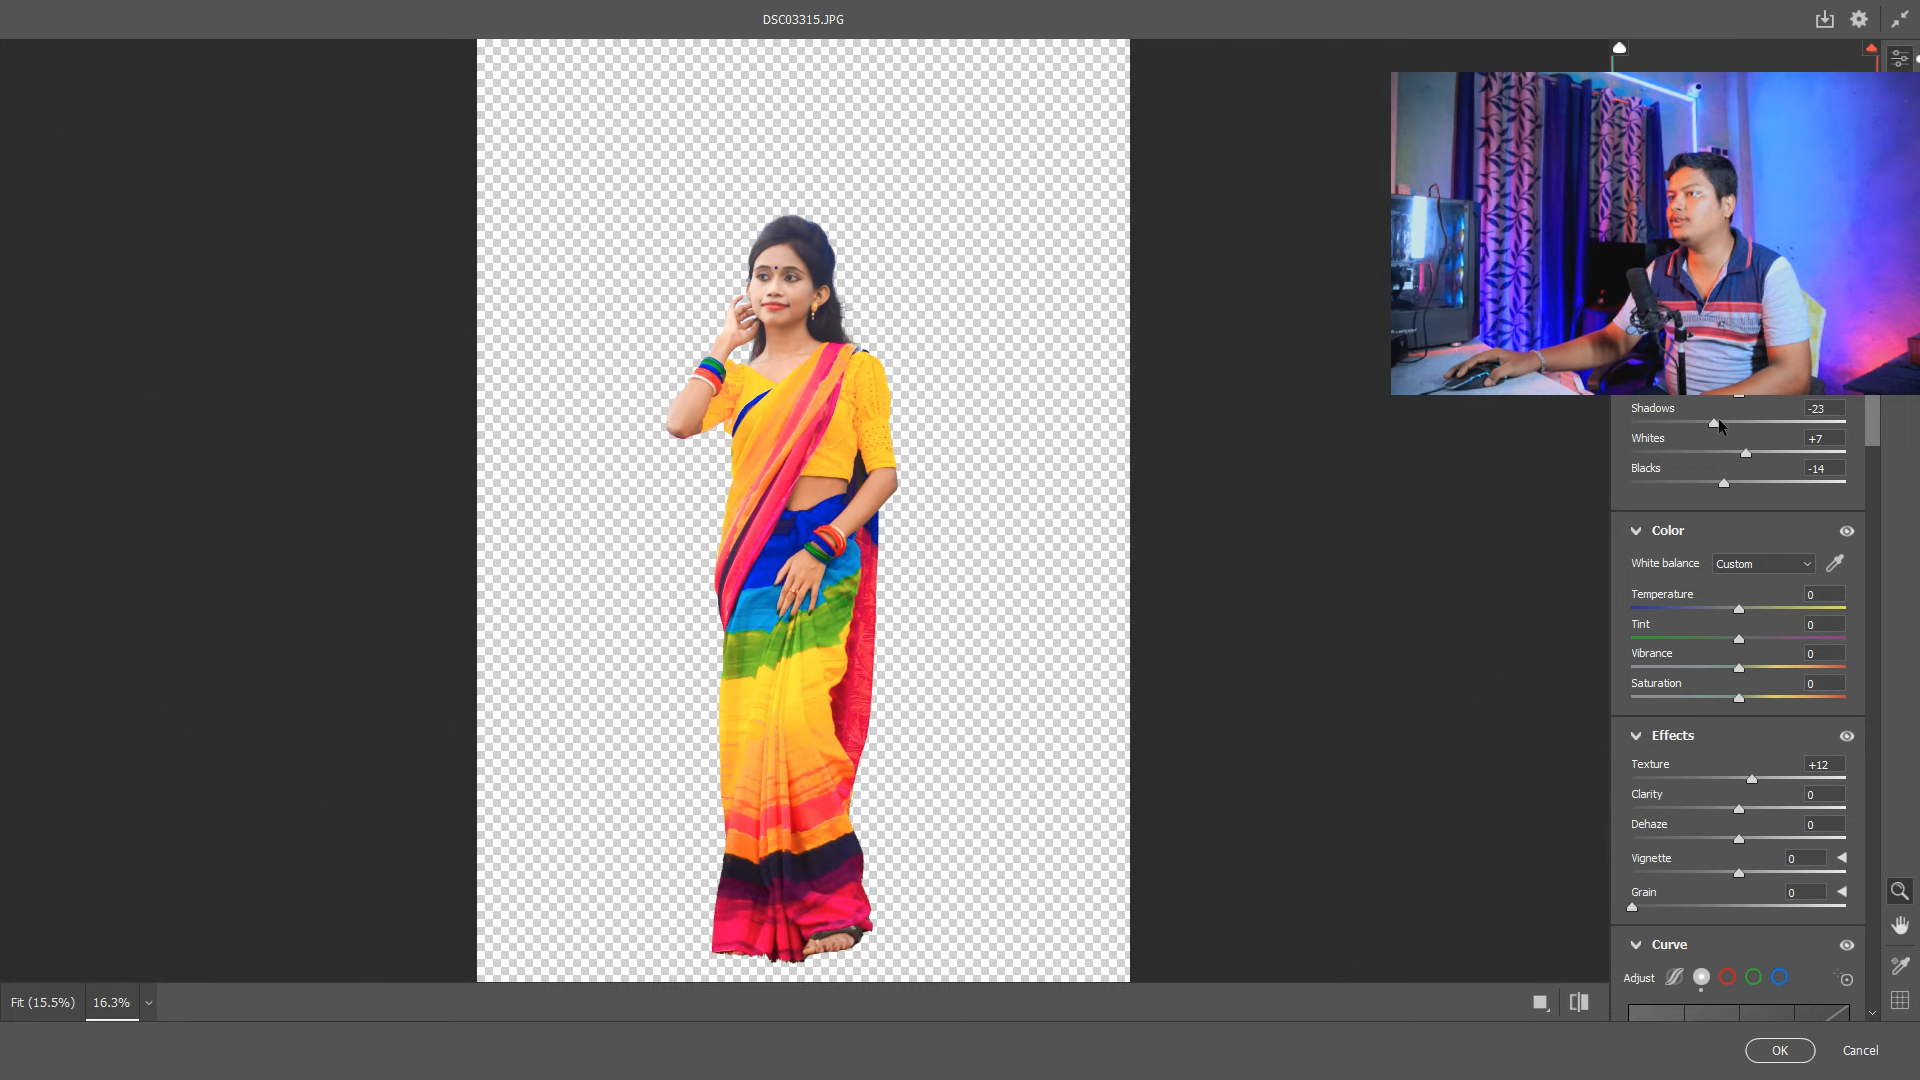 DSC03315.JPG
Shadows -23
Whites +7
Blacks -14
Color
White balance Custom
Temperature 0
Tint 0
Vibrance 0
Saturation 0
Effects
Texture +12
Clarity 0
Dehaze 0
Vignette 0
Grain 0
Curve
Adjust
Fit (15.5%) 16.3%
OK Cancel